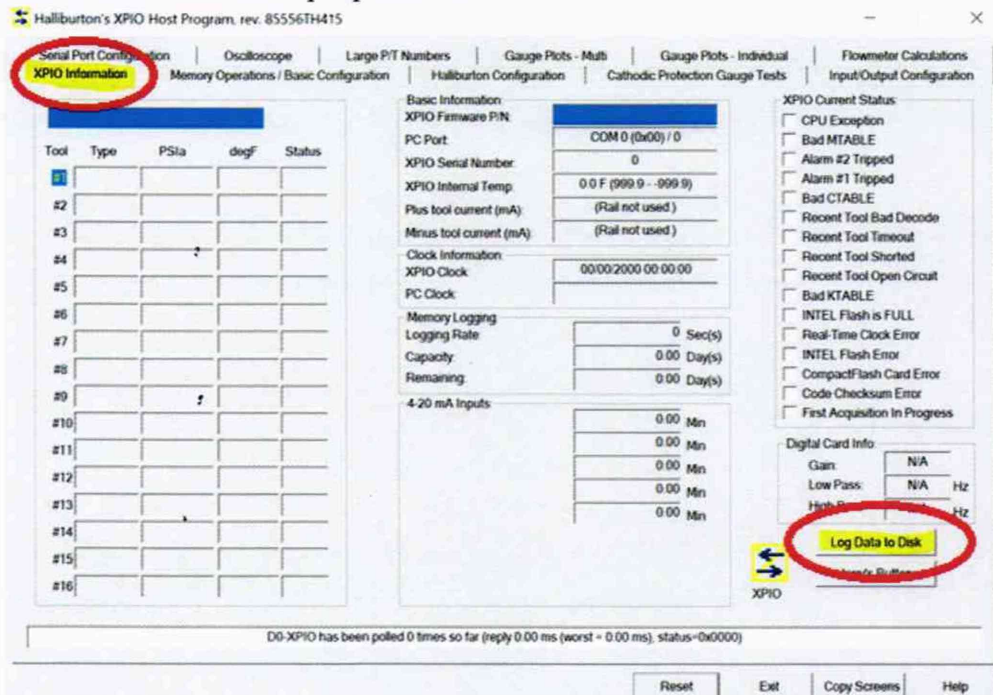 Halliburton's XPIO Host Program, rev. 85556TH415
Serial Port Configuration Oscilloscope Large P/T Numbers Gauge Plots - Multi Gauge Plots - Individual Flowmeter Calculations
XPIO Information Memory Operations / Basic Configuration Halliburton Configuration Cathodic Protection Gauge Tests Input/Output Configuration
Tool Type PSIa degF Status
#1
#2
#3
#4
#5
#6
#7
#8
#9
#10
#11
#12
#13
#14
#15
#16
Basic Information
XPIO Firmware P/N:
PC Port: COM 0 (0x00) / 0
XPIO Serial Number: 0
XPIO Internal Temp: 0.0 F (999.9 - -999.9)
Plus tool current (mA): (Rail not used.)
Minus tool current (mA): (Rail not used.)
Clock Information
XPIO Clock: 00/00/2000 00:00:00
PC Clock:
Memory Logging
Logging Rate: 0 Sec(s)
Capacity: 0.00 Day(s)
Remaining: 0.00 Day(s)
4-20 mA Inputs:
0.00 Min
0.00 Min
0.00 Min
0.00 Min
0.00 Min
XPIO Current Status:
CPU Exception
Bad MTABLE
Alarm #2 Tripped
Alarm #1 Tripped
Bad CTABLE
Recent Tool Bad Decode
Recent Tool Timeout
Recent Tool Shorted
Recent Tool Open Circuit
Bad KTABLE
INTEL Flash is FULL
Real-Time Clock Error
INTEL Flash Error
CompactFlash Card Error
Code Checksum Error
First Acquisition In Progress
Digital Card Info:
Gain: N/A
Low Pass: N/A Hz
Hz
Log Data to Disk
XPIO
D0-XPIO has been polled 0 times so far (reply 0.00 ms (worst = 0.00 ms), status=0x0000)
Reset Exit Copy Screens Help